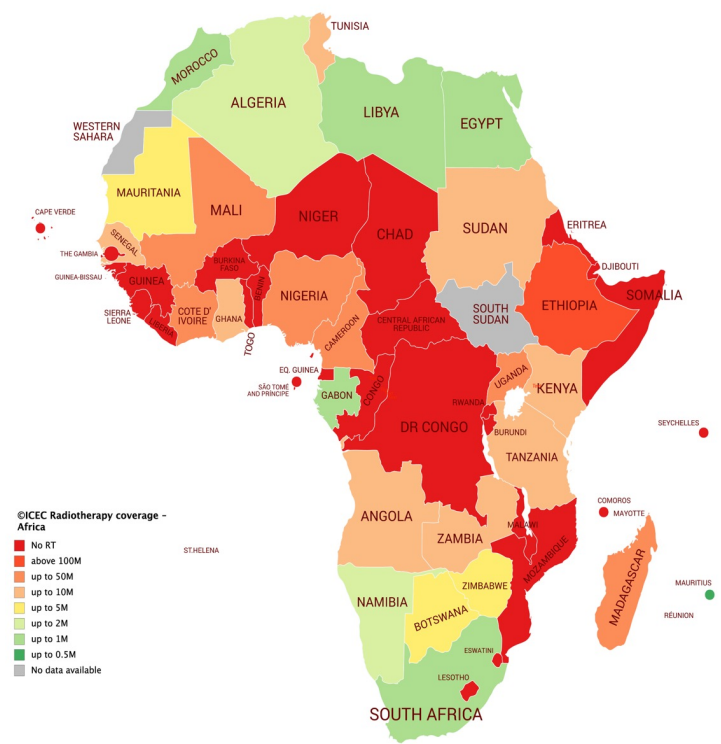 TUNISIA
MOROCCO
ALGERIA
LIBYA
EGYPT
WESTERN
SAHARA
MAURITANIA
MALI
NIGER
CHAD
SUDAN
ERITREA
CAPE VERDE
SENEGAL
THE GAMBIA
GUINEA-BISSAU
GUINEA
BURKINA
FASO
BENIN
NIGERIA
DJIBOUTI
SOMALIA
ETHIOPIA
SOUTH
SUDAN
SIERRA
LEONE
LIBERIA
COTE D'
IVOIRE
GHANA
TOGO
CAMEROON
CENTRAL AFRICAN
REPUBLIC
EQ. GUINEA
SÃO TOMÉ
AND PRÍNCIPE
GABON
CONGO
DR CONGO
UGANDA
KENYA
RWANDA
BURUNDI
TANZANIA
SEYCHELLES
COMOROS
MAYOTTE
ANGOLA
ZAMBIA
MALAWI
MOZAMBIQUE
MADAGASCAR
MAURITIUS
RÉUNION
ST.HELENA
NAMIBIA
ZIMBABWE
BOTSWANA
ESWATINI
LESOTHO
SOUTH AFRICA
©ICEC Radiotherapy coverage –
Africa
No RT
above 100M
up to 50M
up to 10M
up to 5M
up to 2M
up to 1M
up to 0.5M
No data available